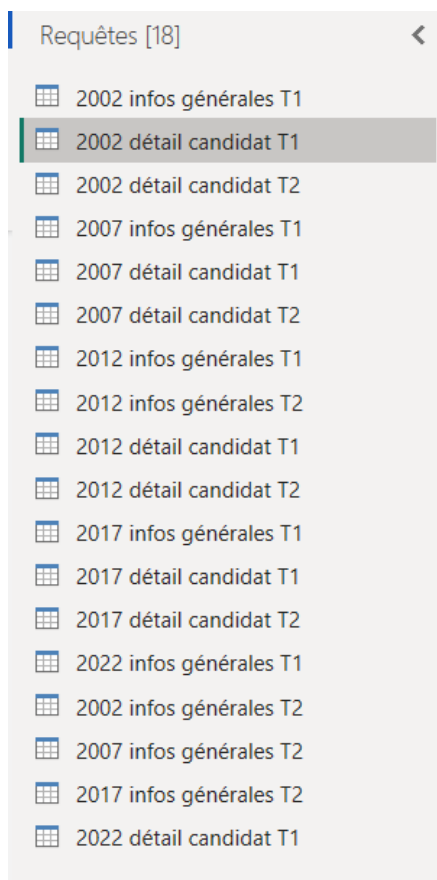 Requêtes [18]
2002 infos générales T1
2002 détail candidat T1
2002 détail candidat T2
2007 infos générales T1
2007 détail candidat T1
2007 détail candidat T2
2012 infos générales T1
2012 infos générales T2
2012 détail candidat T1
2012 détail candidat T2
2017 infos générales T1
2017 détail candidat T1
2017 détail candidat T2
2022 infos générales T1
2002 infos générales T2
2007 infos générales T2
2017 infos générales T2
2022 détail candidat T1